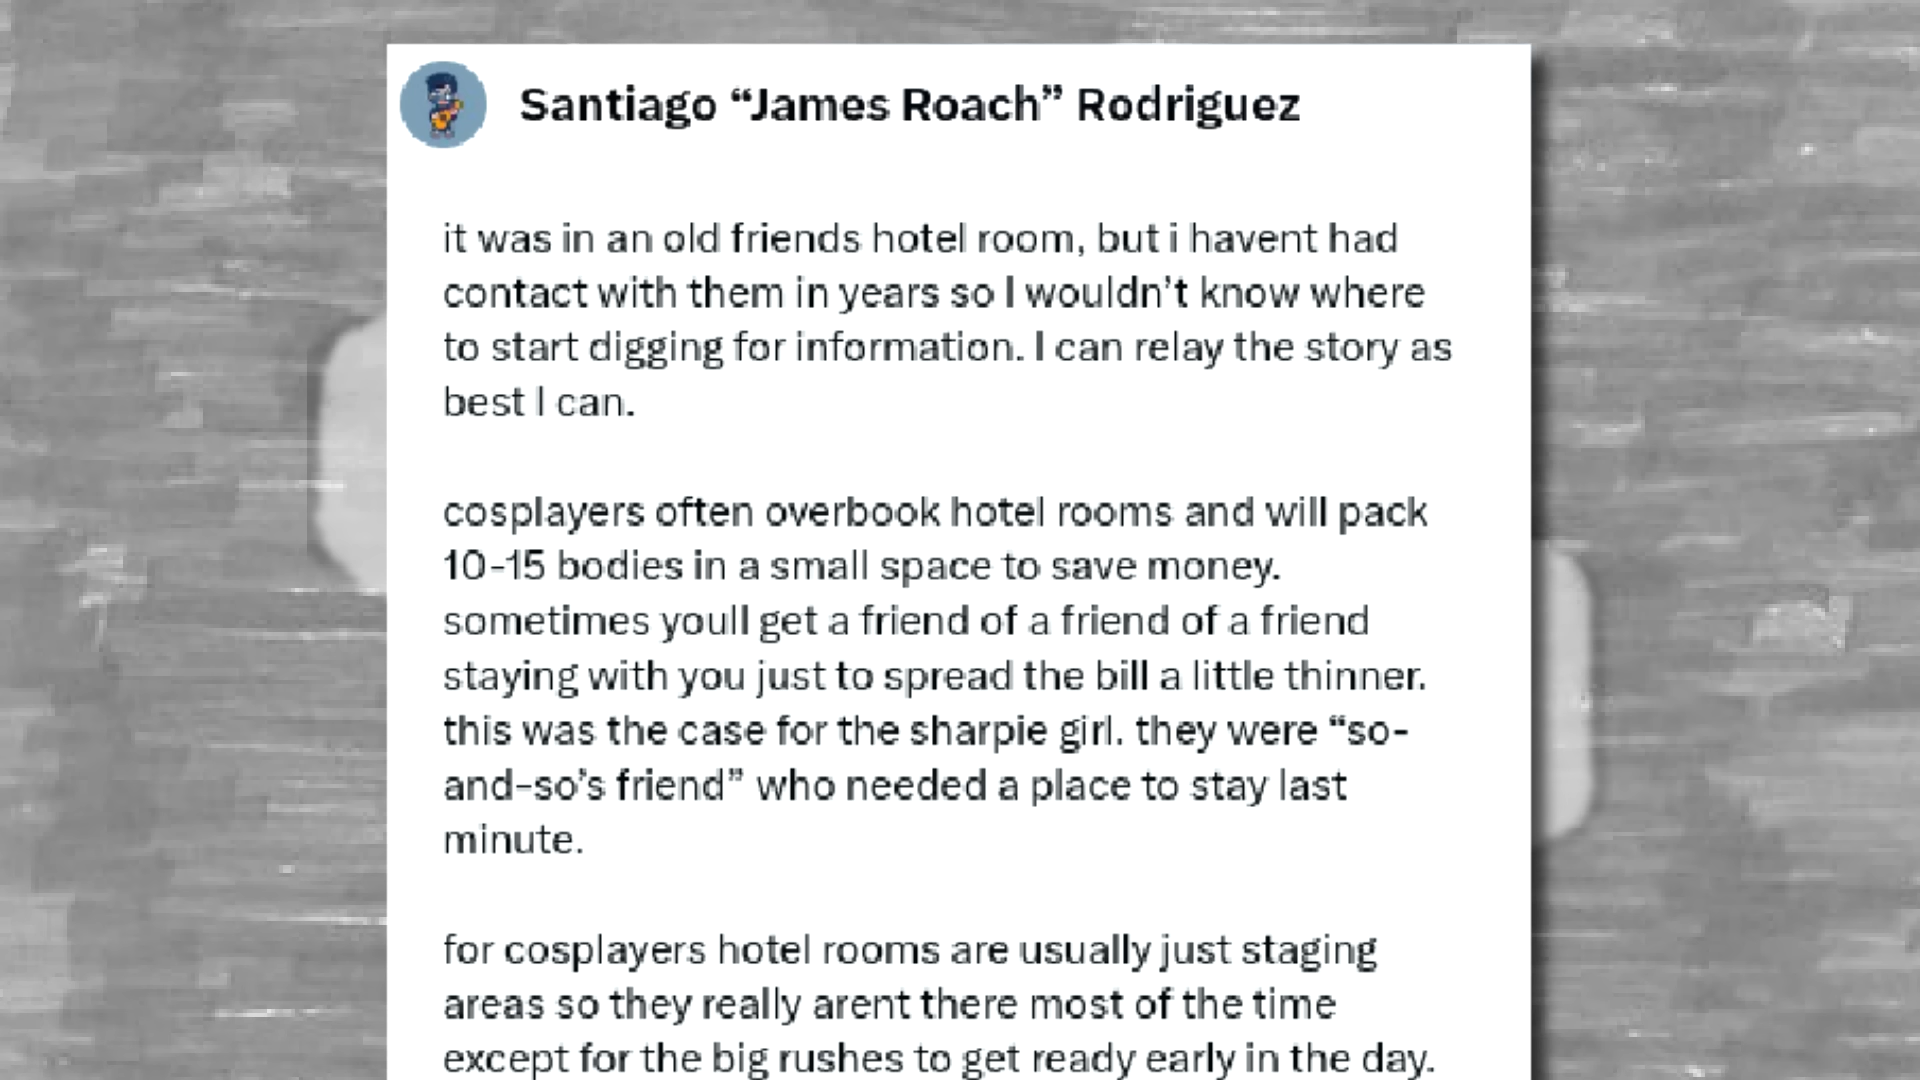 Santiago “James Roach” Rodriguez
it was in an old friends hotel room, but i havent had
contact with them in years so I wouldn’t know where
to start digging for information. I can relay the story as
best I can.
cosplayers often overbook hotel rooms and will pack
10-15 bodies in a small space to save money.
sometimes youll get a friend of a friend of a friend
staying with you just to spread the bill a little thinner.
this was the case for the sharpie girl. they were “so-
and-so’s friend” who needed a place to stay last
minute.
for cosplayers hotel rooms are usually just staging
areas so they really arent there most of the time
except for the big rushes to get ready early in the day.